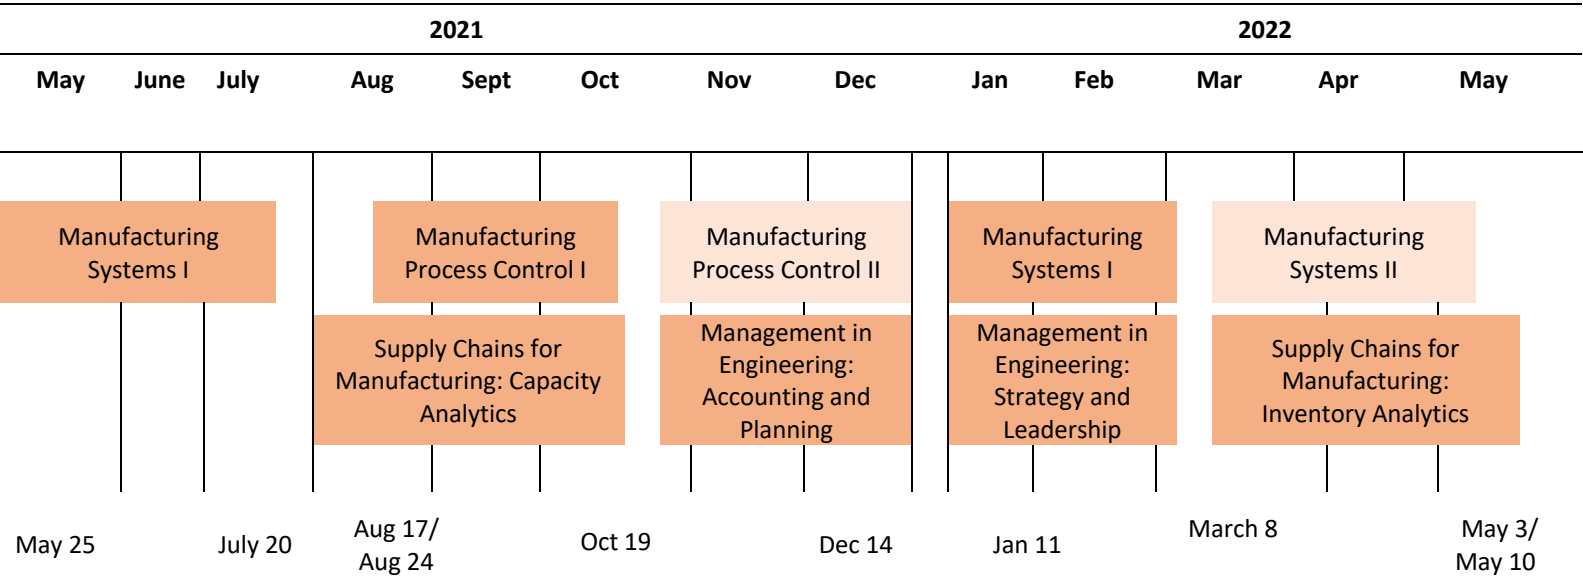 2021 2022
May June July Aug Sept Oct Nov Dec Jan Feb Mar Apr May
Manufacturing
Systems I
Manufacturing
Process Control I
Manufacturing
Process Control II
Manufacturing
Systems I
Manufacturing
Systems II
Supply Chains for
Manufacturing: Capacity
Analytics
Management in
Engineering:
Accounting and
Planning
Management in
Engineering:
Strategy and
Leadership
Supply Chains for
Manufacturing:
Inventory Analytics
May 25
July 20
Aug 17/
Aug 24
Oct 19
Dec 14
Jan 11
March 8
May 3/
May 10